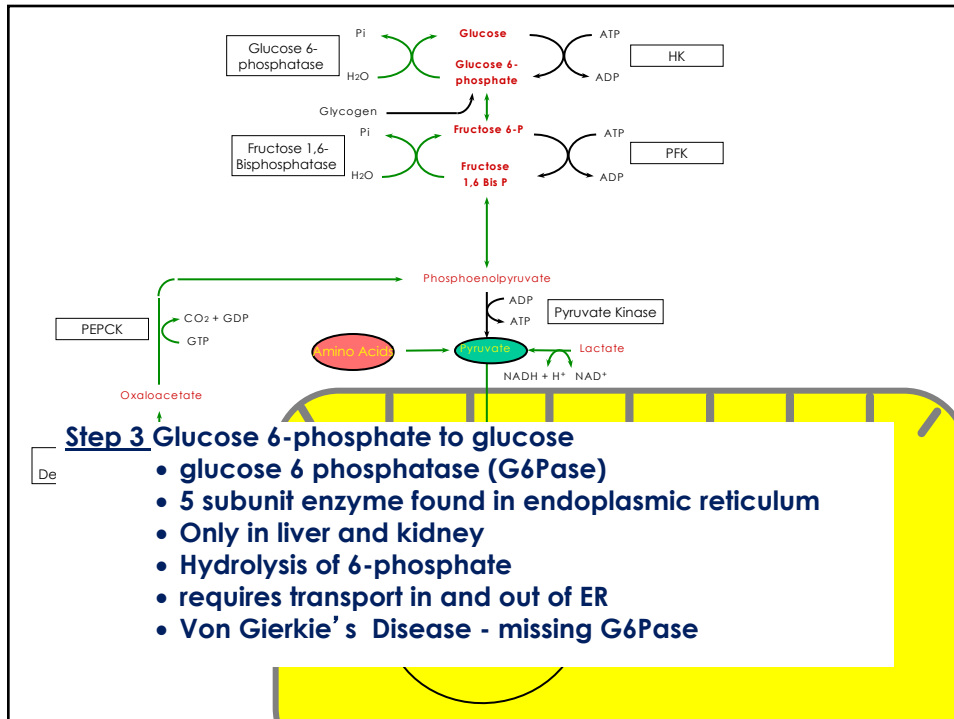 Pi
Glucose
ATP
Glucose 6-
phosphatase
HK
Glucose 6-
phosphate
H2O
ADP
Glycogen
Pi
Fructose 6-P
ATP
Fructose 1,6-
Bisphosphatase
PFK
Fructose
1,6 Bis P
H2O
ADP
Phosphoenolpyruvate
ADP
ATP
Pyruvate Kinase
CO2 + GDP
PEPCK
GTP
Amino Acids
Pyruvate
Lactate
NADH + H+ NAD+
Oxaloacetate
De
Step 3 Glucose 6-phosphate to glucose
• glucose 6 phosphatase (G6Pase)
• 5 subunit enzyme found in endoplasmic reticulum
• Only in liver and kidney
• Hydrolysis of 6-phosphate
• requires transport in and out of ER
• Von Gierkie's Disease - missing G6Pase